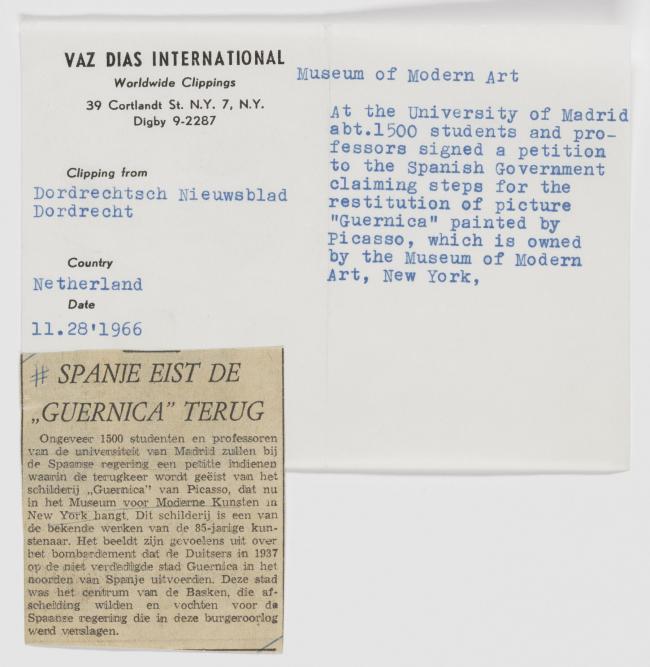 VAZ DIAS INTERNATIONAL
Worldwide Clippings
39 Cortlandt St. N.Y. 7, N.Y.
Digby 9-2287
Clipping from
Dordrechtsch Nieuwsblad
Dordrecht
Country
Netherland
Date
11.28'1966
Museum of Modern Art
At the University of Madrid
abt.1500 students and pro-
fessors signed a petition
to the Spanish Government
claiming steps for the
restitution of picture
"Guernica" painted by
Picasso, which is owned
by the Museum of Modern
Art, New York,
# SPANJE EIST DE
„GUERNICA” TERUG
Ongeveer 1500 studenten en professoren
van de universiteit van Madrid zullen bij
de Spaanse regering een petitie indienen
waarin de terugkeer wordt geëist van het
schilderij „Guernica” van Picasso, dat nu
in het Museum voor Moderne Kunsten in
New York hangt. Dit schilderij is een van
de bekende werken van de 85-jarige kun-
stenaar. Het beeldt zijn gevoelens uit over
het bombardement dat de Duitsers in 1937
op de niet verdedigde stad Guernica in het
noorden van Spanje uitvoerden. Deze stad
was het centrum van de Basken, die af-
scheiding wilden en vochten voor de
Spaanse regering die in deze burgeroorlog
werd verslagen.